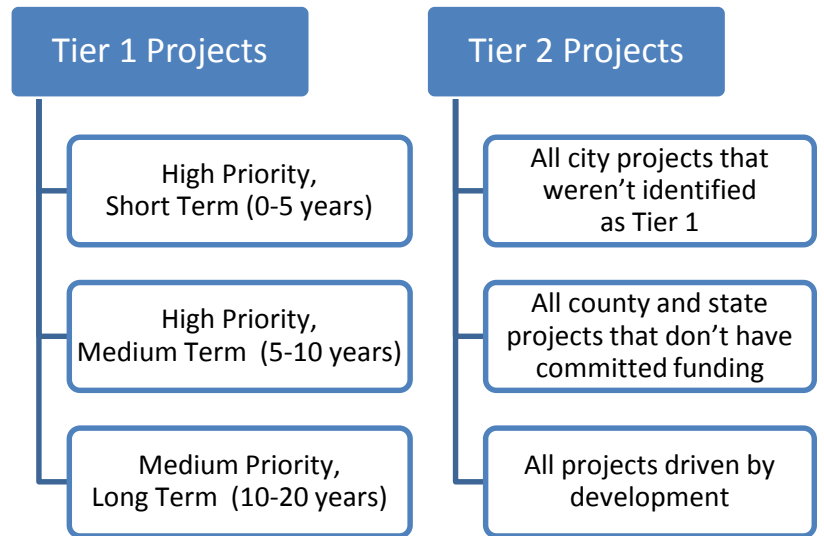 Tier 1 Projects
High Priority,
Short Term (0-5 years)
High Priority,
Medium Term  (5-10 years)
Medium Priority,
Long Term  (10-20 years)
Tier 2 Projects
All city projects that
weren’t identified
as Tier 1
All county and state
projects that don’t have
committed funding
All projects driven by
development